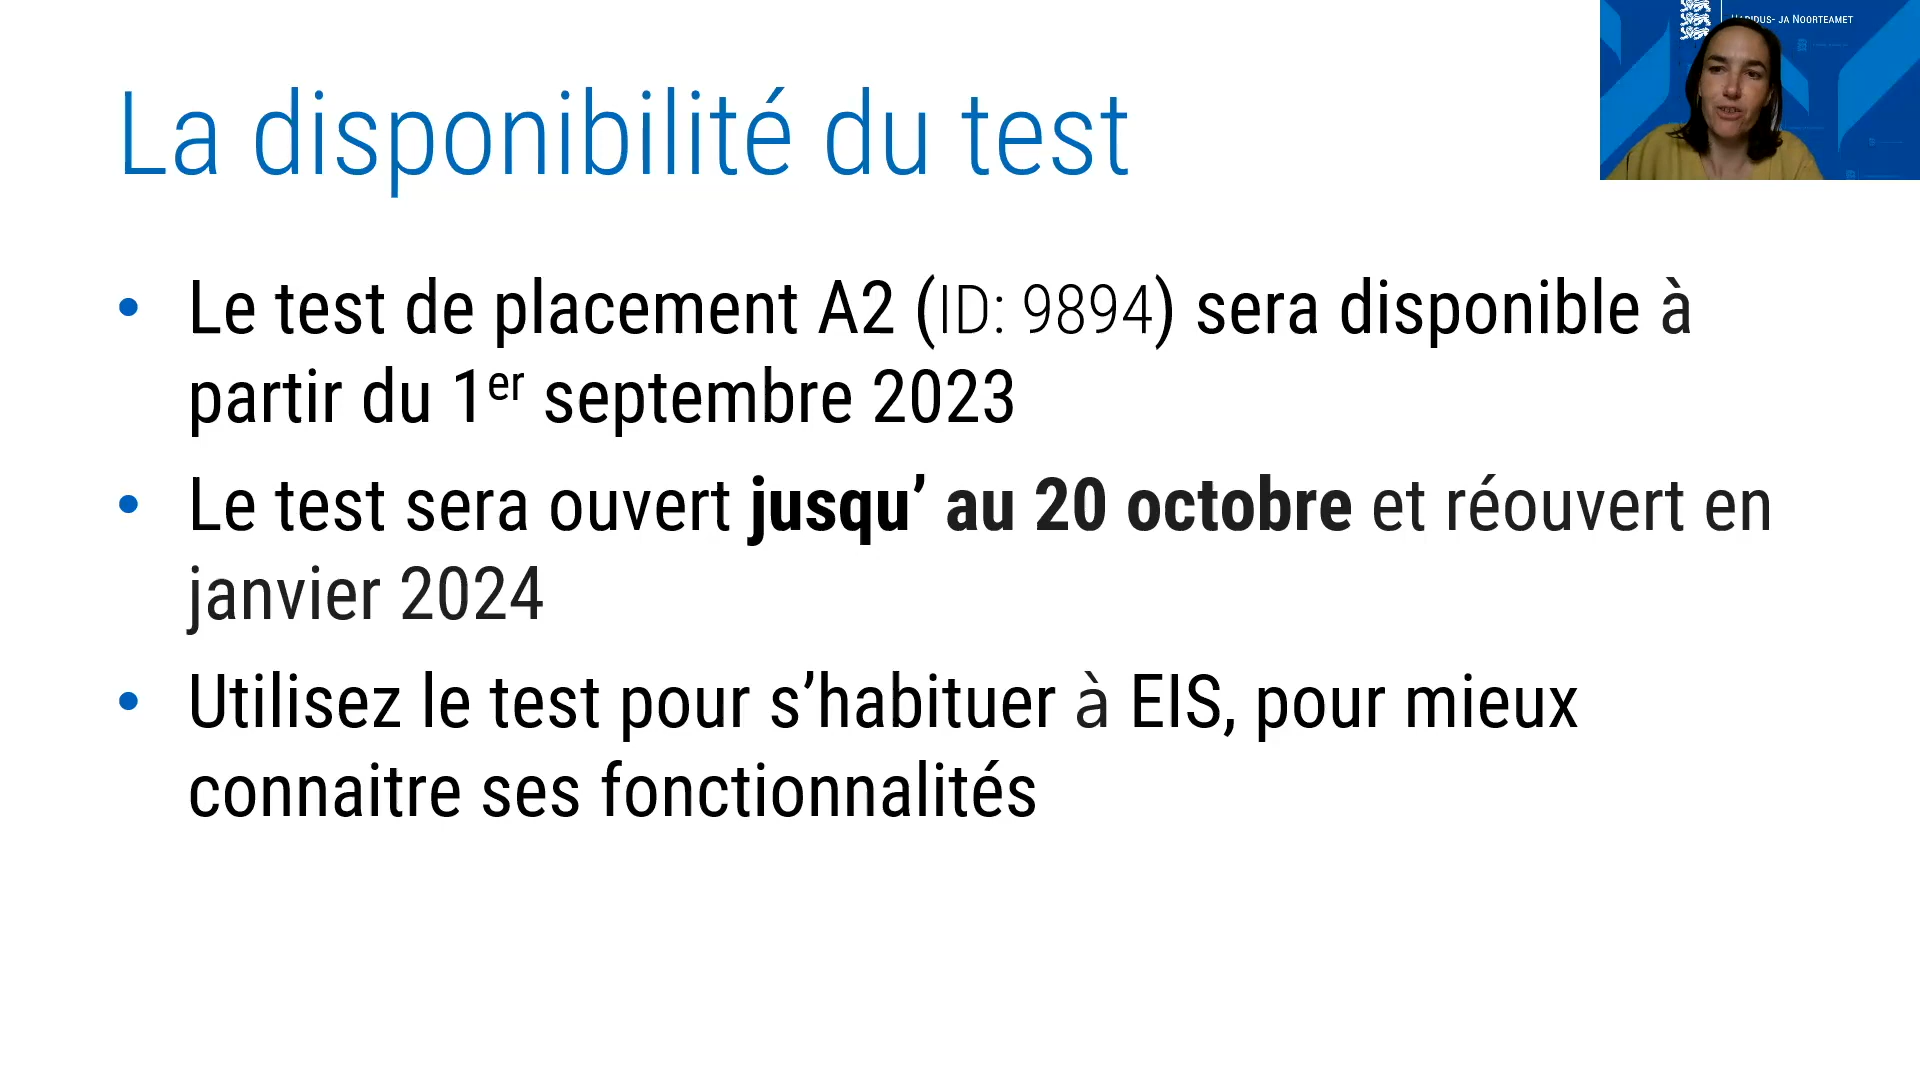 HARIDUS- JA NOORTEAMET
La disponibilité du test
• Le test de placement A2 (ID: 9894) sera disponible à
partir du 1er septembre 2023
• Le test sera ouvert jusqu’ au 20 octobre et réouvert en
janvier 2024
• Utilisez le test pour s’habituer à EIS, pour mieux
connaitre ses fonctionnalités